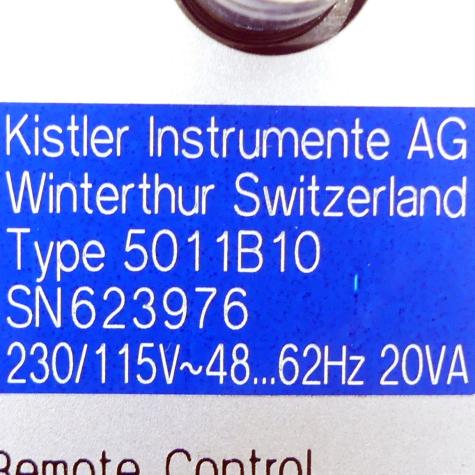 Kistler Instrumente AG
Winterthur Switzerland
Type 5011B10
SN623976
230/115V~48...62Hz 20VA
Remote Control